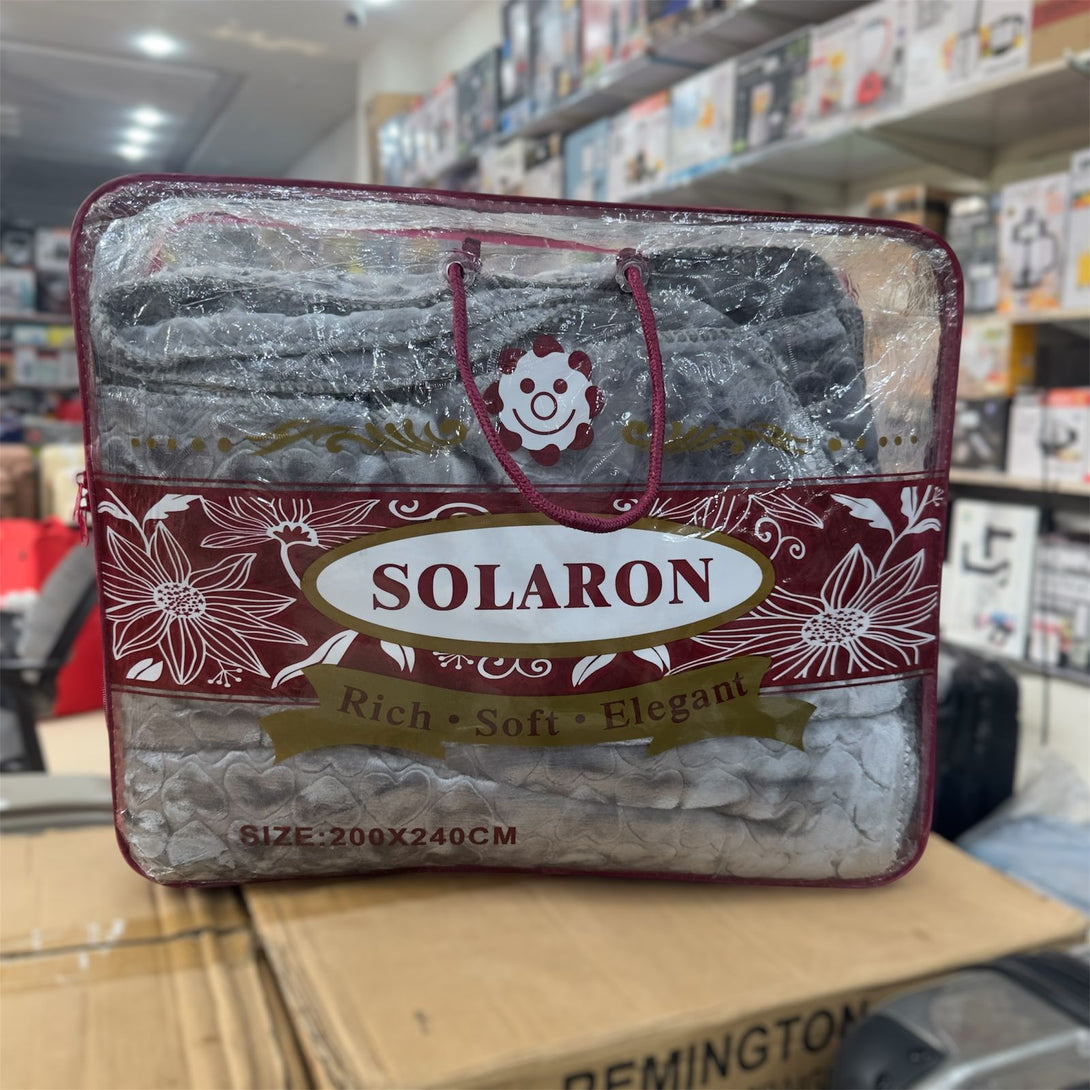 SOLARON
Rich • Soft • Elegant
SIZE:200X240CM
REMINGTON